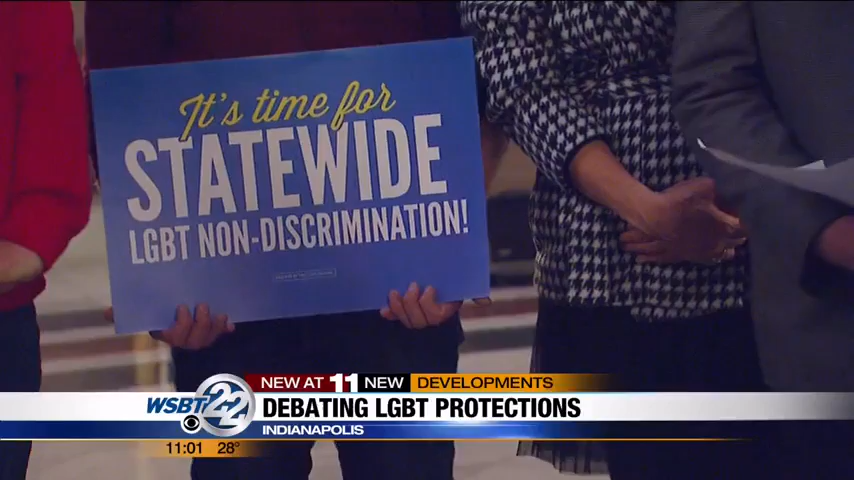 It's time for
STATEWIDE
LGBT NON-DISCRIMINATION!
NEW AT 11 NEW DEVELOPMENTS
WSBT 22
DEBATING LGBT PROTECTIONS
INDIANAPOLIS
11:01 28°